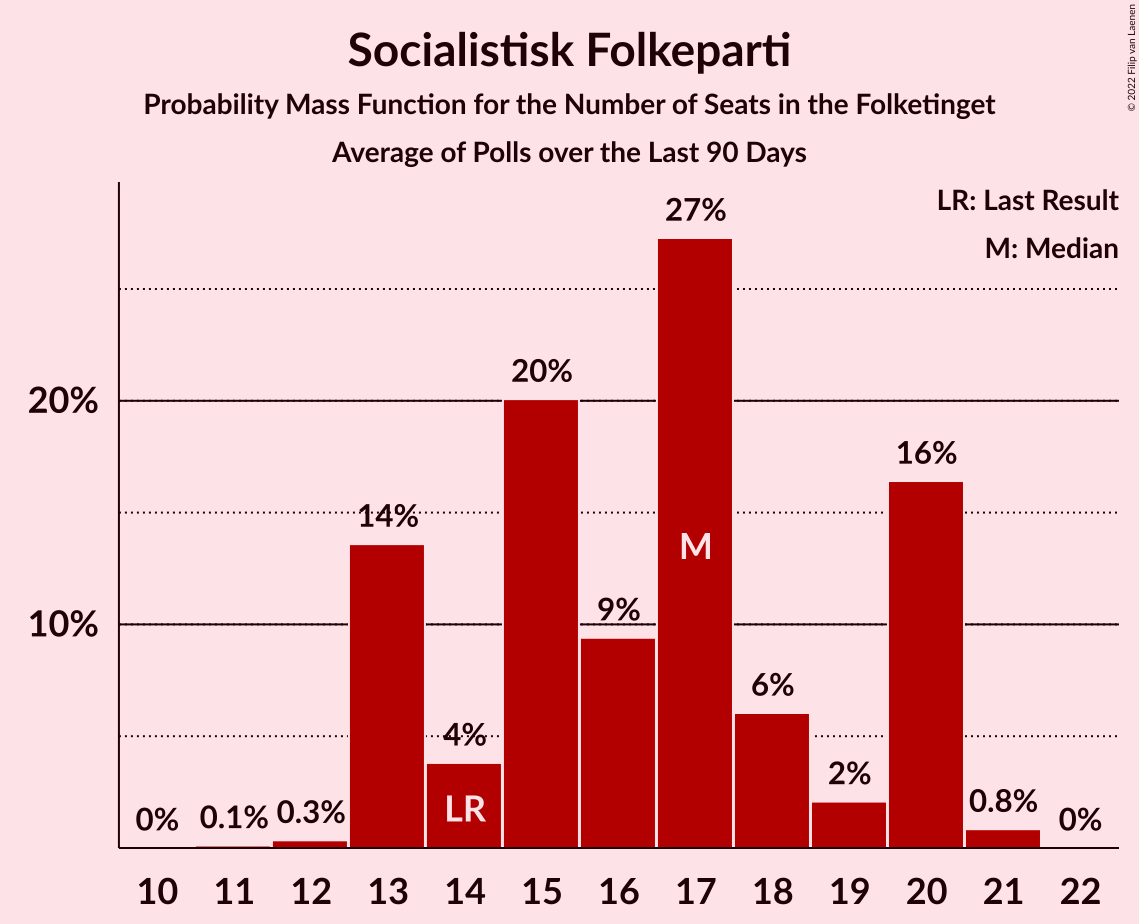 Socialistisk Folkeparti
Probability Mass Function for the Number of Seats in the Folketinget
Average of Polls over the Last 90 Days
© 2022 Filip van Laenen
LR: Last Result
M: Median
27%
20%
20%
16%
14%
M
9%
10%
6%
4%
2%
LR
0%
0.1%
0.3%
0.8%
0%
10 11 12 13 14 15 16 17 18 19 20 21 22